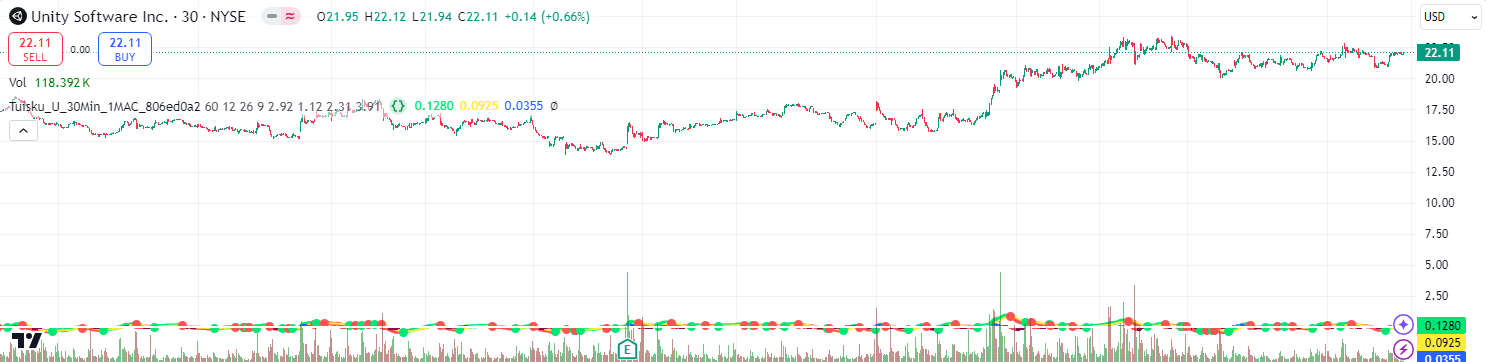 Unity Software Inc. · 30 · NYSE O21.95 H22.12 L21.94 C22.11 +0.14 (+0.66%)
USD
22.11 SELL
0.00
22.11 BUY
22.11
Vol 118.392 K
20.00
Tuisku_U_30Min_1MAC_806ed0a2 60 12 26 9 2.92 1.12 2.31 3.91 {} 0.1280 0.0925 0.0355 Ø
17.50
15.00
12.50
10.00
7.50
5.00
2.50
0.1280
0.0925
0.0355
E